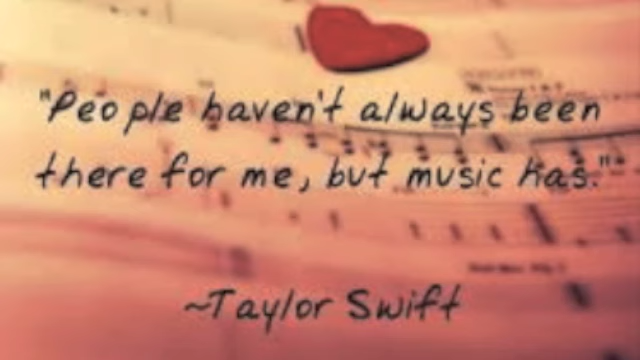 "People haven't always been
there for me, but music has."
~Taylor Swift